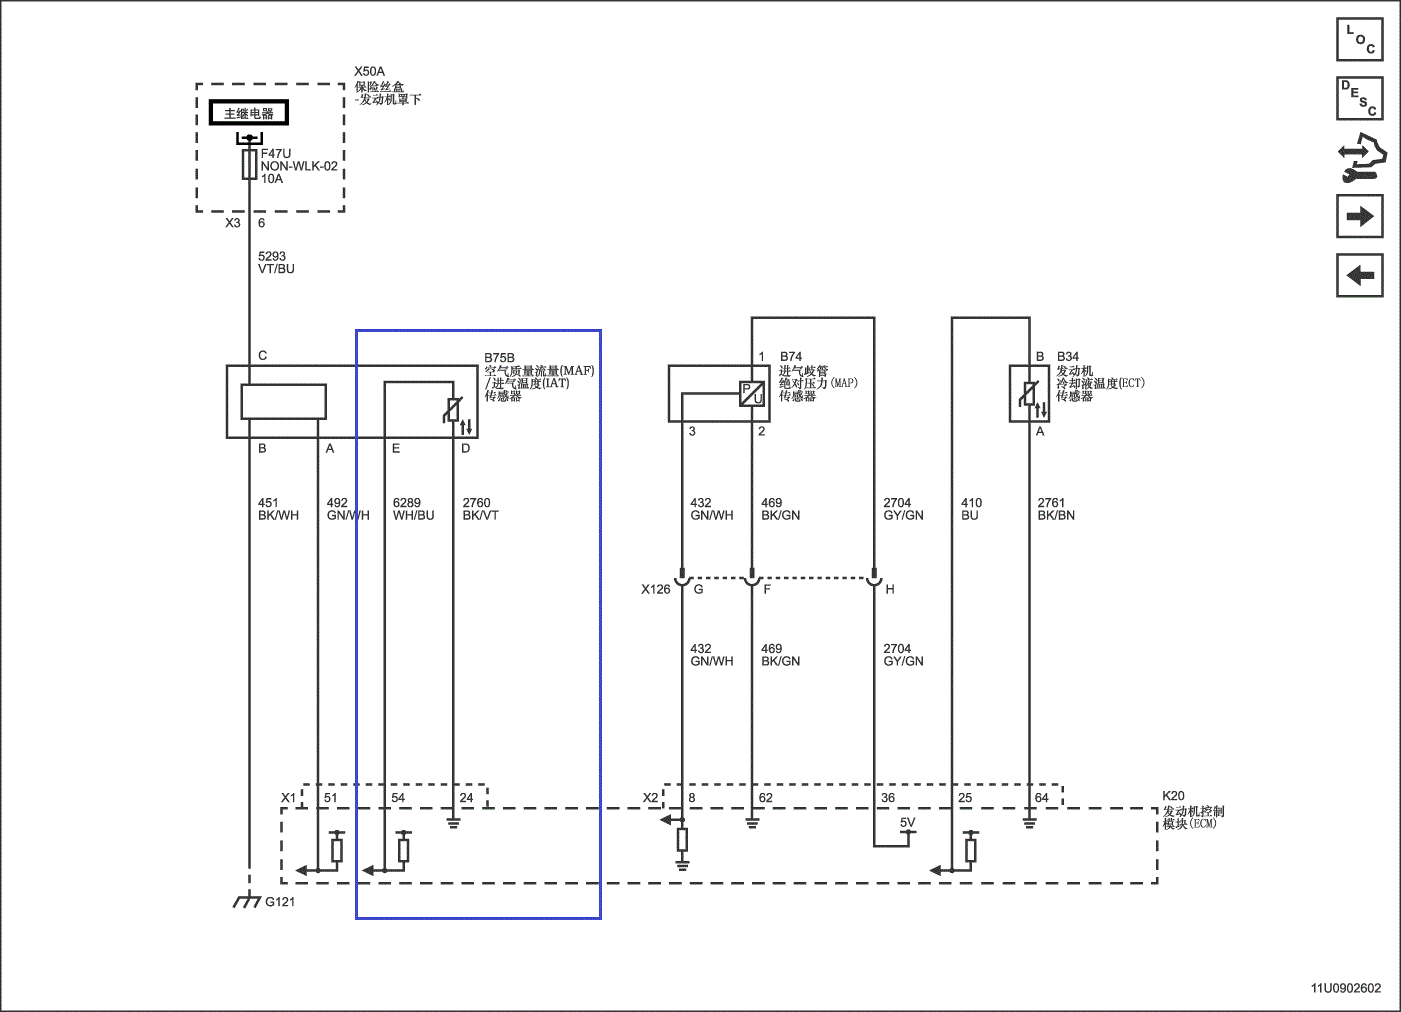 L
O
C
D
E
S
C
X50A
保险丝盒
-发动机罩下
主继电器
F47U
NON-WLK-02
10A
X3 6
5293
VT/BU
C
B75B
空气质量流量(MAF)
/进气温度(IAT)
传感器
B A E D
1 B74
进气歧管
绝对压力(MAP)
传感器
P
U
3 2
B B34
发动机
冷却液温度(ECT)
传感器
A
451
BK/WH
492
GN/WH
6289
WH/BU
2760
BK/VT
432
GN/WH
469
BK/GN
2704
GY/GN
410
BU
2761
BK/BN
X126 G F H
432
GN/WH
469
BK/GN
2704
GY/GN
X1 51 54 24
X2 8 62 36 25 64
K20
发动机控制
模块(ECM)
5V
G121
11U0902602